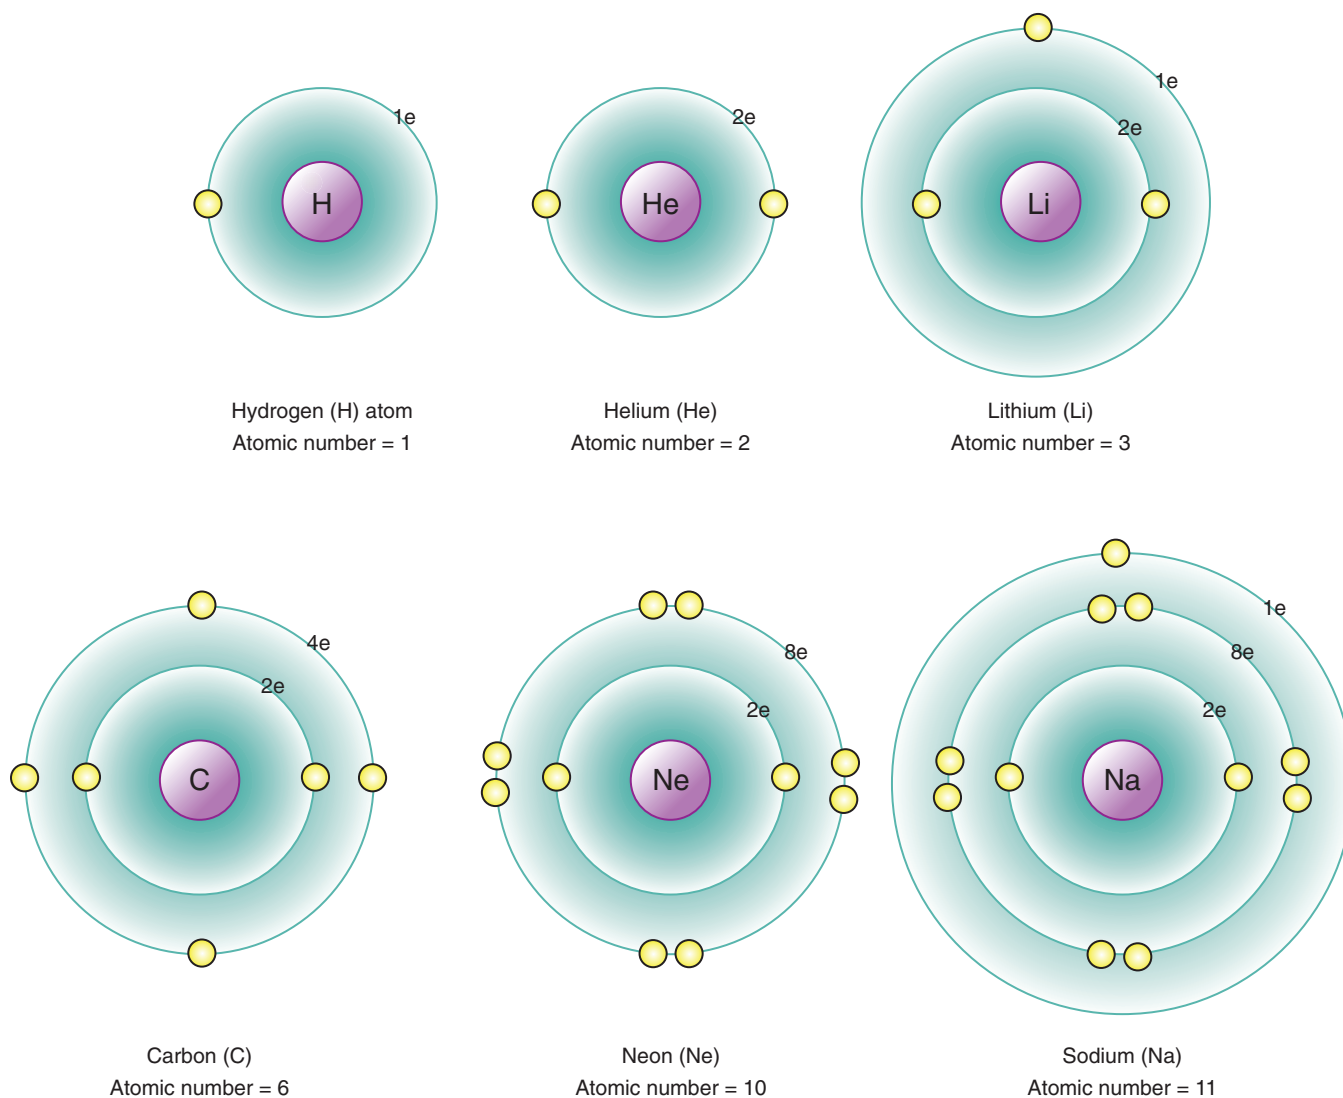 1e
H
Hydrogen (H) atom
Atomic number = 1
2e
He
Helium (He)
Atomic number = 2
1e
2e
Li
Lithium (Li)
Atomic number = 3
4e
2e
C
Carbon (C)
Atomic number = 6
8e
2e
Ne
Neon (Ne)
Atomic number = 10
1e
8e
2e
Na
Sodium (Na)
Atomic number = 11